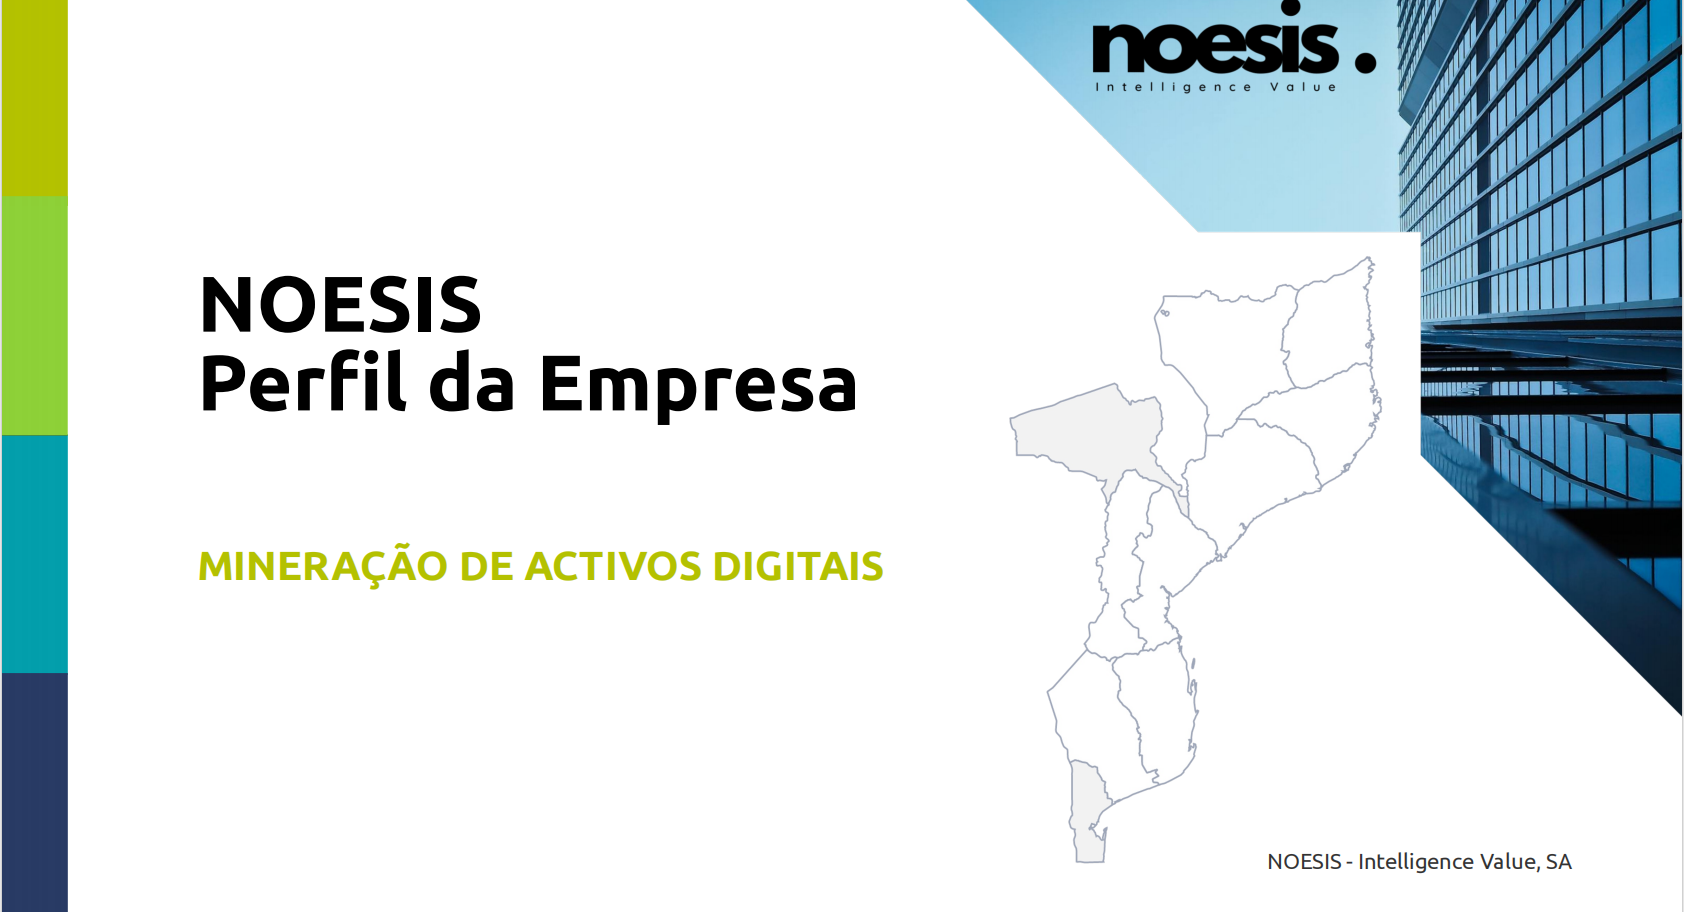 noesis.
Intelligence Value
NOESIS
Perfil da Empresa
MINERAÇÃO DE ACTIVOS DIGITAIS
NOESIS - Intelligence Value, SA